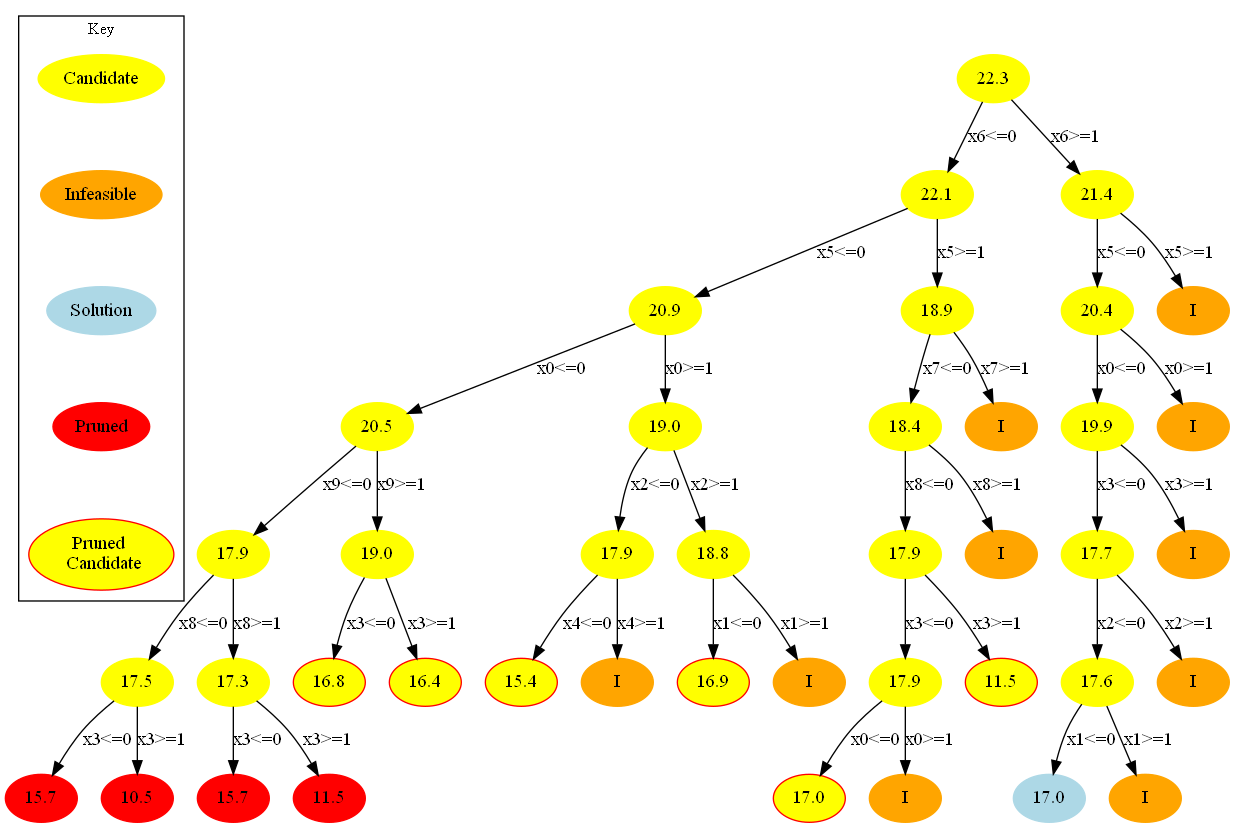 Key
Candidate
Infeasible
Solution
Pruned
Pruned
Candidate
22.3
x6<=0
x6>=1
22.1
21.4
x5<=0
x5>=1
x5<=0
x5>=1
20.9
18.9
20.4
I
x0<=0
x0>=1
x7<=0
x7>=1
x0<=0
x0>=1
20.5
19.0
18.4
I
19.9
I
x9<=0
x9>=1
x2<=0
x2>=1
x8<=0
x8>=1
x3<=0
x3>=1
17.9
19.0
17.9
18.8
17.9
I
17.7
I
x8<=0
x8>=1
x3<=0
x3>=1
x4<=0
x4>=1
x1<=0
x1>=1
x3<=0
x3>=1
x2<=0
x2>=1
17.5
17.3
16.8
16.4
15.4
I
16.9
I
17.9
11.5
17.6
I
x3<=0
x3>=1
x3<=0
x3>=1
x0<=0
x0>=1
x1<=0
x1>=1
15.7
10.5
15.7
11.5
17.0
I
17.0
I